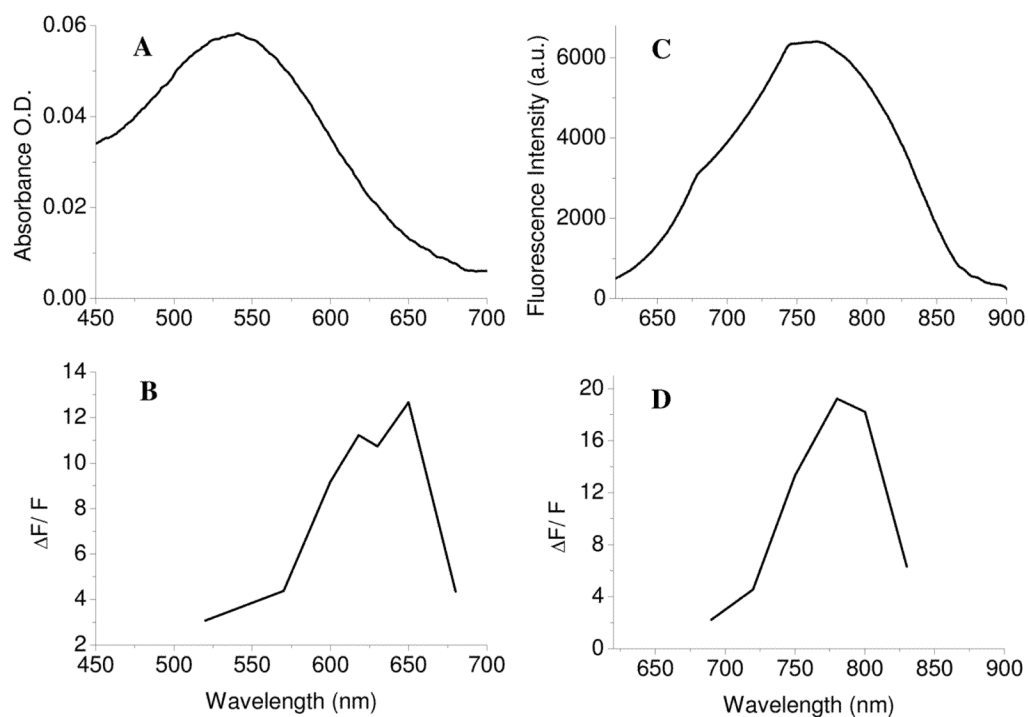 A
Absorbance O.D.
0.06
0.04
0.02
0.00
450 500 550 600 650 700
C
Fluorescence Intensity (a.u.)
6000
4000
2000
0
650 700 750 800 850 900
B
ΔF/ F
14
12
10
8
6
4
2
450 500 550 600 650 700
Wavelength (nm)
D
ΔF/ F
20
16
12
8
4
0
650 700 750 800 850 900
Wavelength (nm)